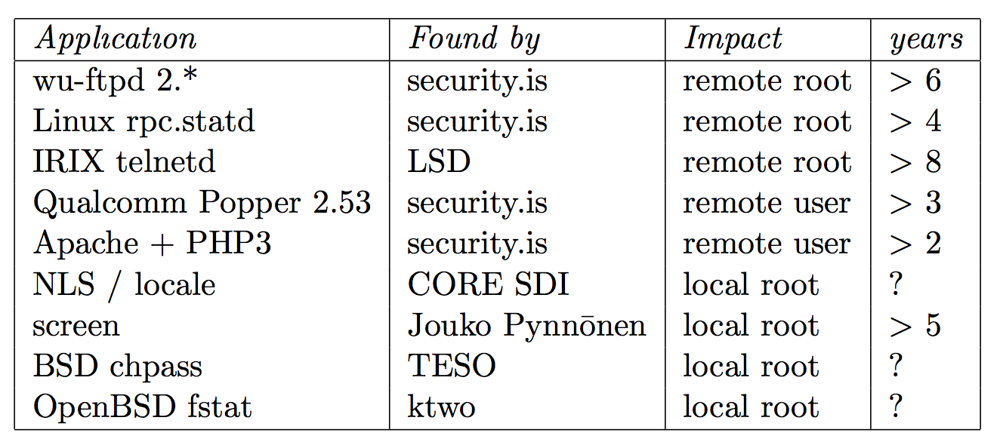 Application Found by Impact years
wu-ftpd 2.* security.is remote root > 6
Linux rpc.statd security.is remote root > 4
IRIX telnetd LSD remote root > 8
Qualcomm Popper 2.53 security.is remote user > 3
Apache + PHP3 security.is remote user > 2
NLS / locale CORE SDI local root ?
screen Jouko Pynnōnen local root > 5
BSD chpass TESO local root ?
OpenBSD fstat ktwo local root ?